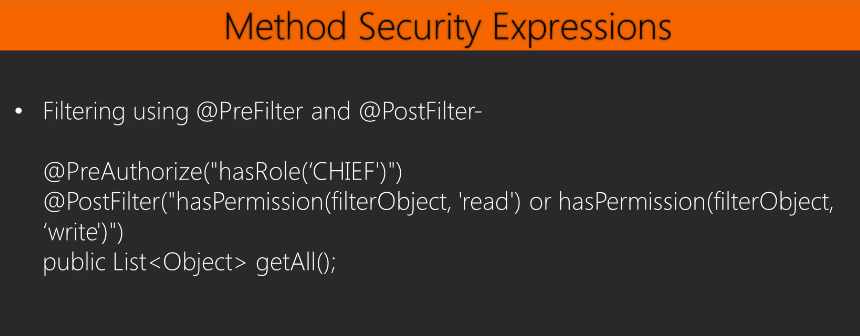 Method Security Expressions
• Filtering using @PreFilter and @PostFilter-
@PreAuthorize("hasRole(‘CHIEF')")
@PostFilter("hasPermission(filterObject, 'read') or hasPermission(filterObject,
‘write')")
public List<Object> getAll();